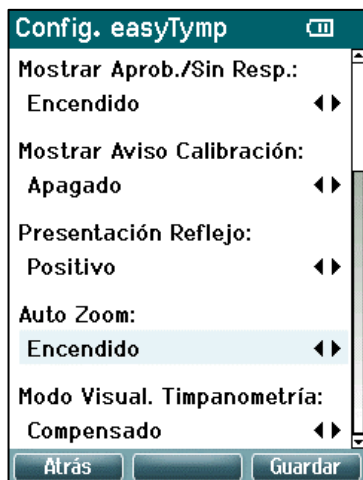 Config. easyTymp
Mostrar Aprob./Sin Resp.:
Encendido
Mostrar Aviso Calibración:
Apagado
Presentación Reflejo:
Positivo
Auto Zoom:
Encendido
Modo Visual. Timpanometría:
Compensado
Atrás Guardar